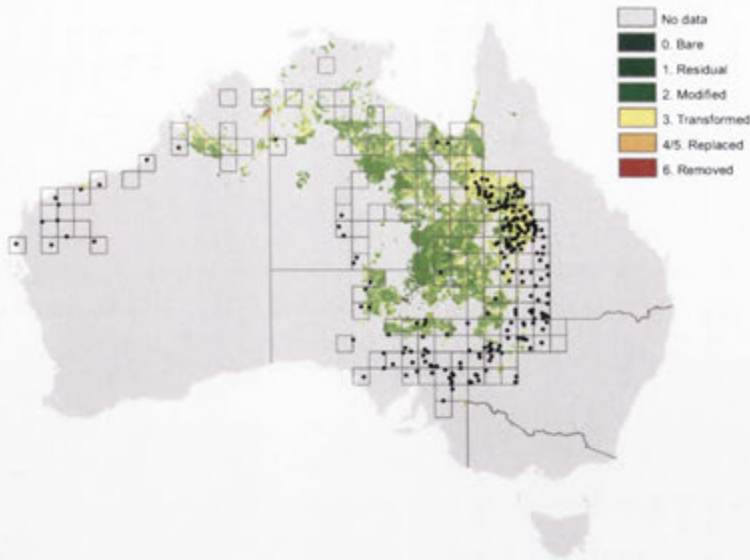 No data
0. Bare
1. Residual
2. Modified
3. Transformed
4/5. Replaced
6. Removed